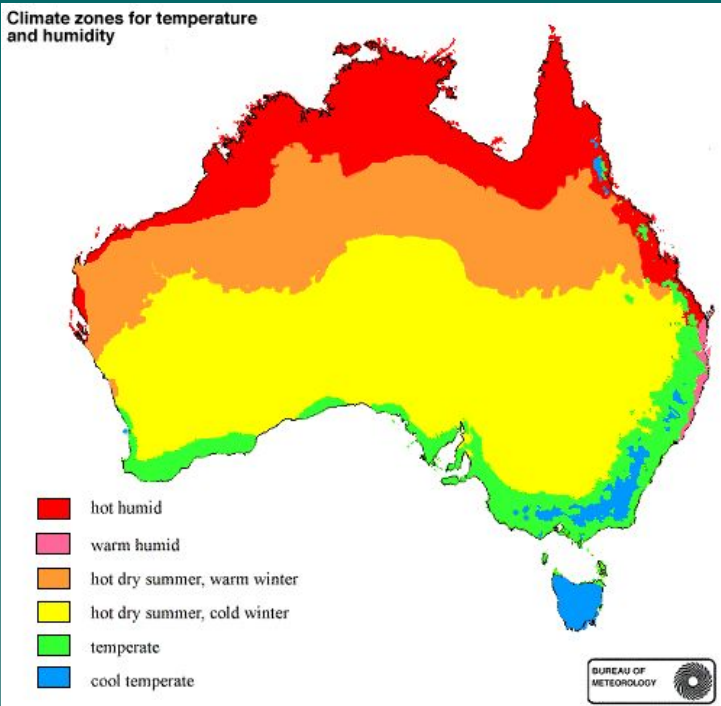 Climate zones for temperature
and humidity
hot humid
warm humid
hot dry summer, warm winter
hot dry summer, cold winter
temperate
cool temperate
BUREAU OF
METEOROLOGY